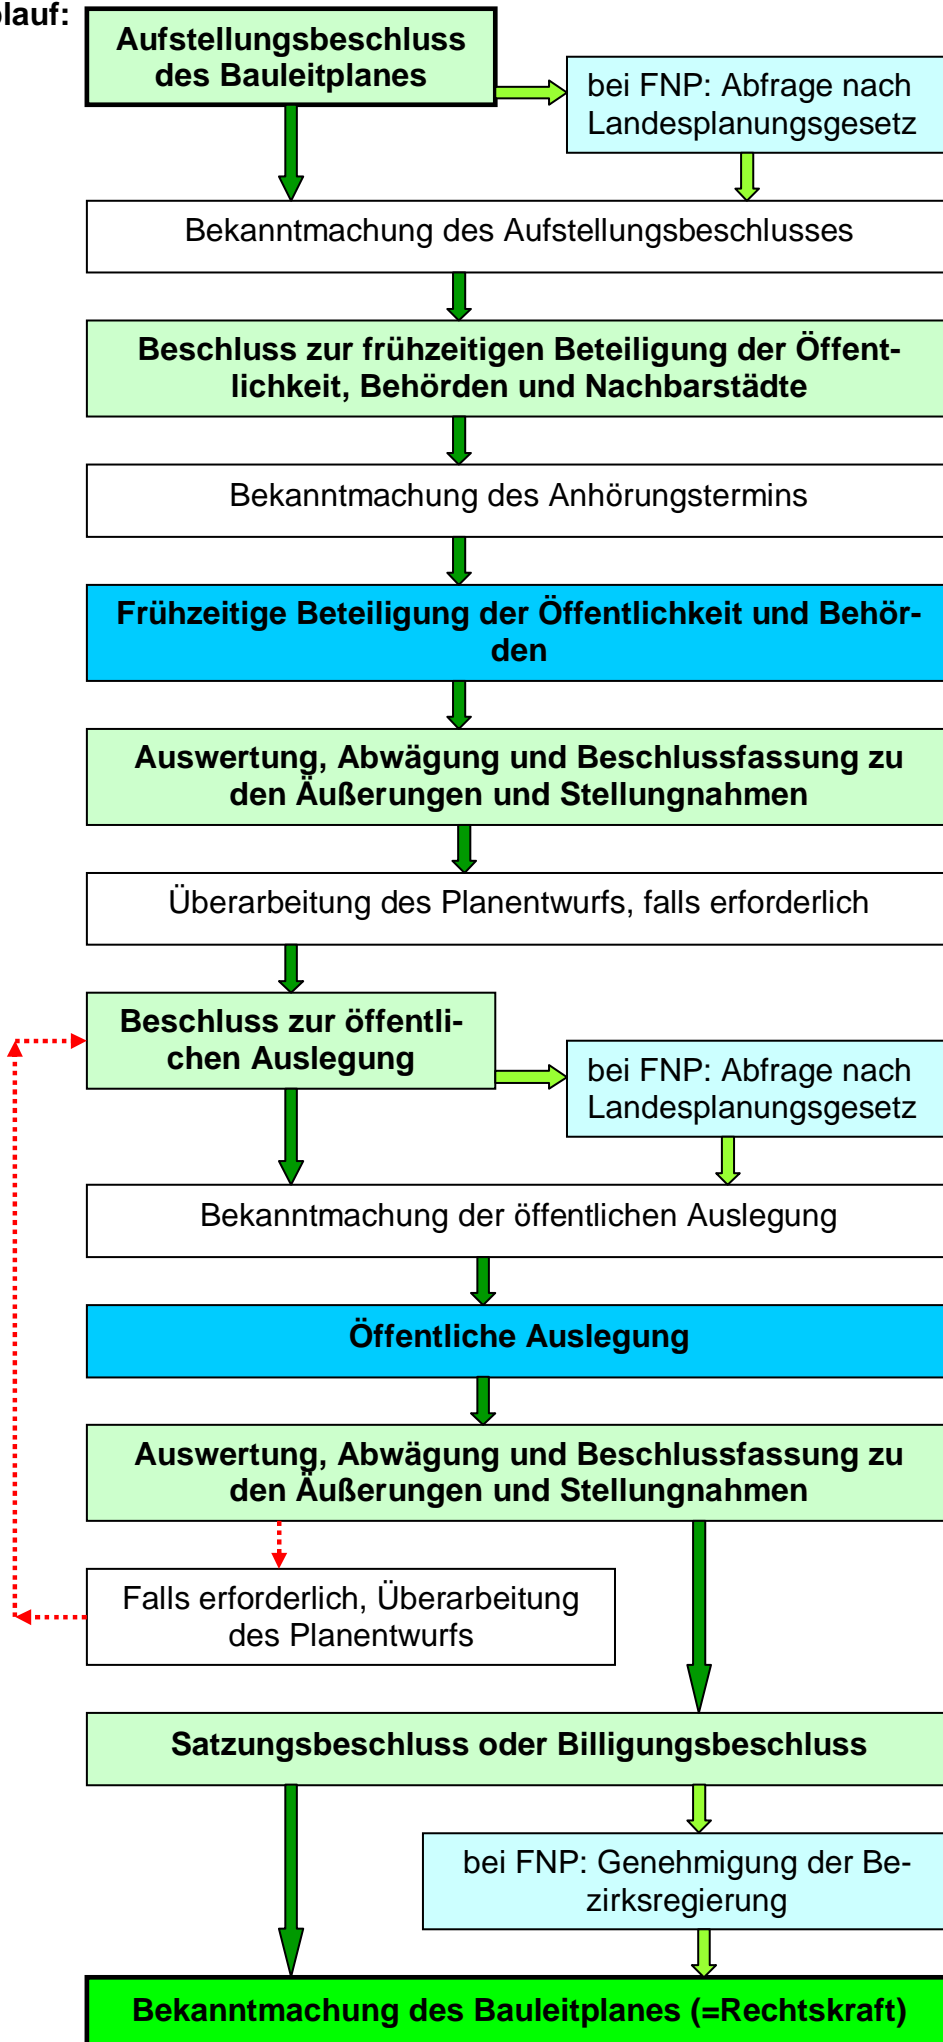 olauf:
Aufstellungsbeschluss
des Bauleitplanes
bei FNP: Abfrage nach
Landesplanungsgesetz
Bekanntmachung des Aufstellungsbeschlusses
Beschluss zur frühzeitigen Beteiligung der Öffent-
lichkeit, Behörden und Nachbarstädte
Bekanntmachung des Anhörungstermins
Frühzeitige Beteiligung der Öffentlichkeit und Behör-
den
Auswertung, Abwägung und Beschlussfassung zu
den Äußerungen und Stellungnahmen
Überarbeitung des Planentwurfs, falls erforderlich
Beschluss zur öffentli-
chen Auslegung
bei FNP: Abfrage nach
Landesplanungsgesetz
Bekanntmachung der öffentlichen Auslegung
Öffentliche Auslegung
Auswertung, Abwägung und Beschlussfassung zu
den Äußerungen und Stellungnahmen
Falls erforderlich, Überarbeitung
des Planentwurfs
Satzungsbeschluss oder Billigungsbeschluss
bei FNP: Genehmigung der Be-
zirksregierung
Bekanntmachung des Bauleitplanes (=Rechtskraft)